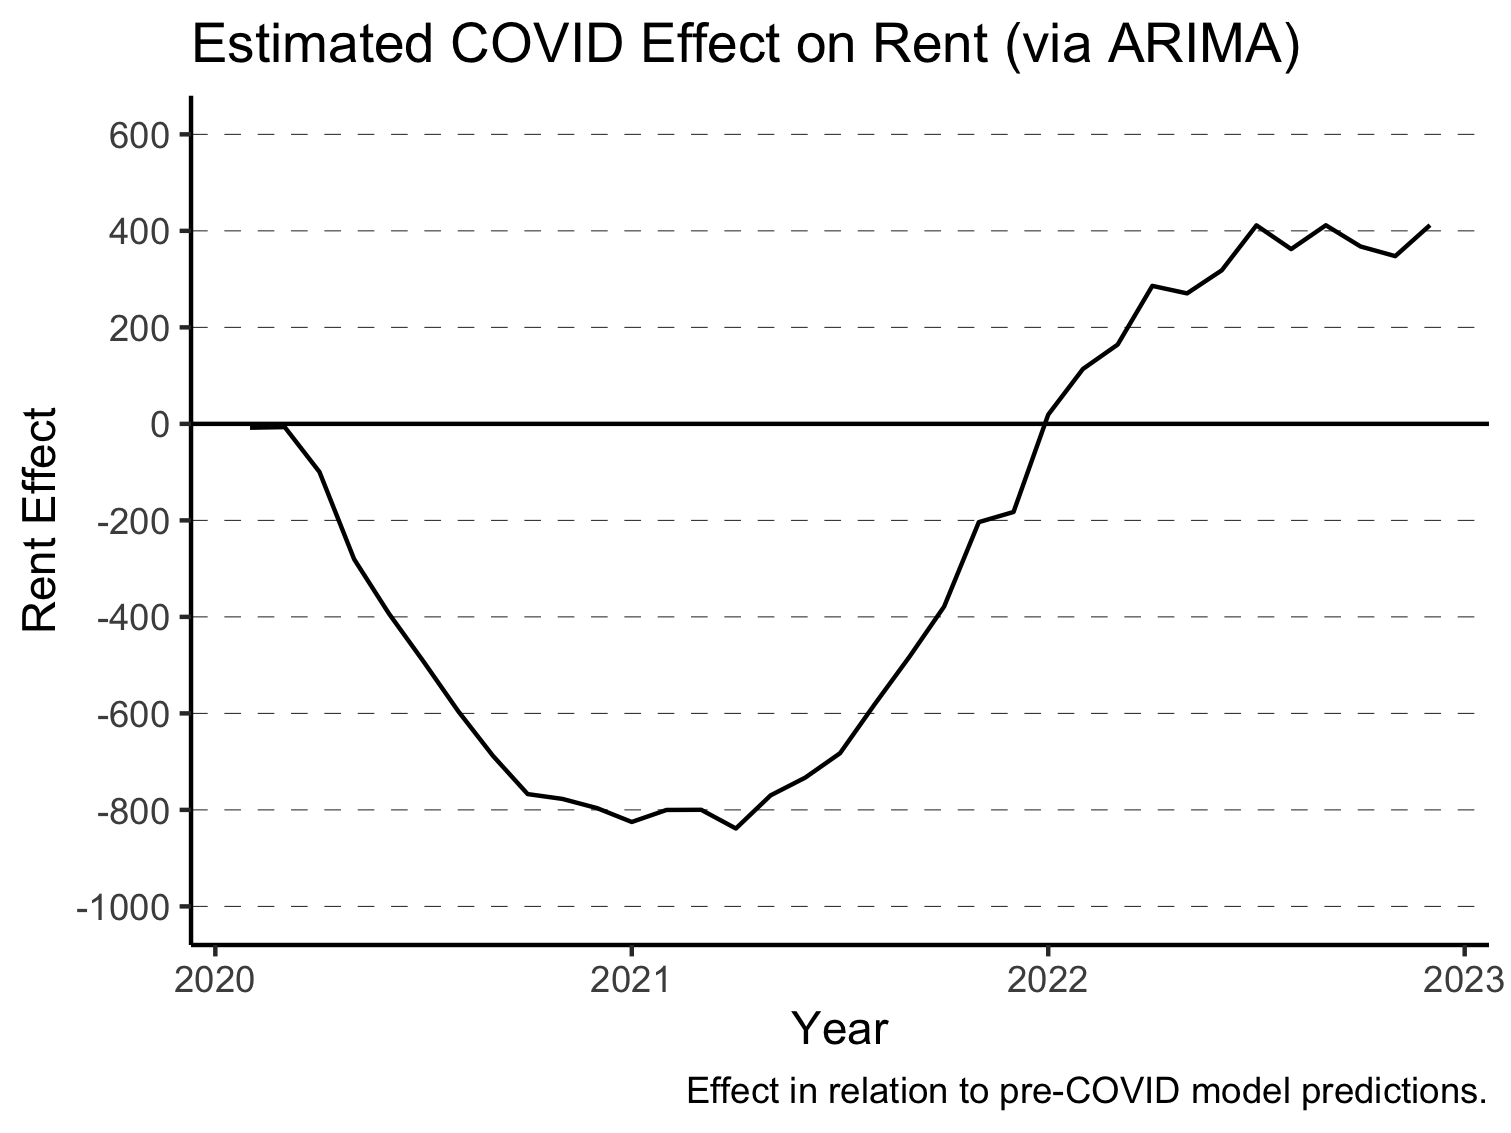 Estimated COVID Effect on Rent (via ARIMA)
600
400
200
0
-200
-400
-600
-800
-1000
Rent Effect
2020 2021 2022 2023
Year
Effect in relation to pre-COVID model predictions.